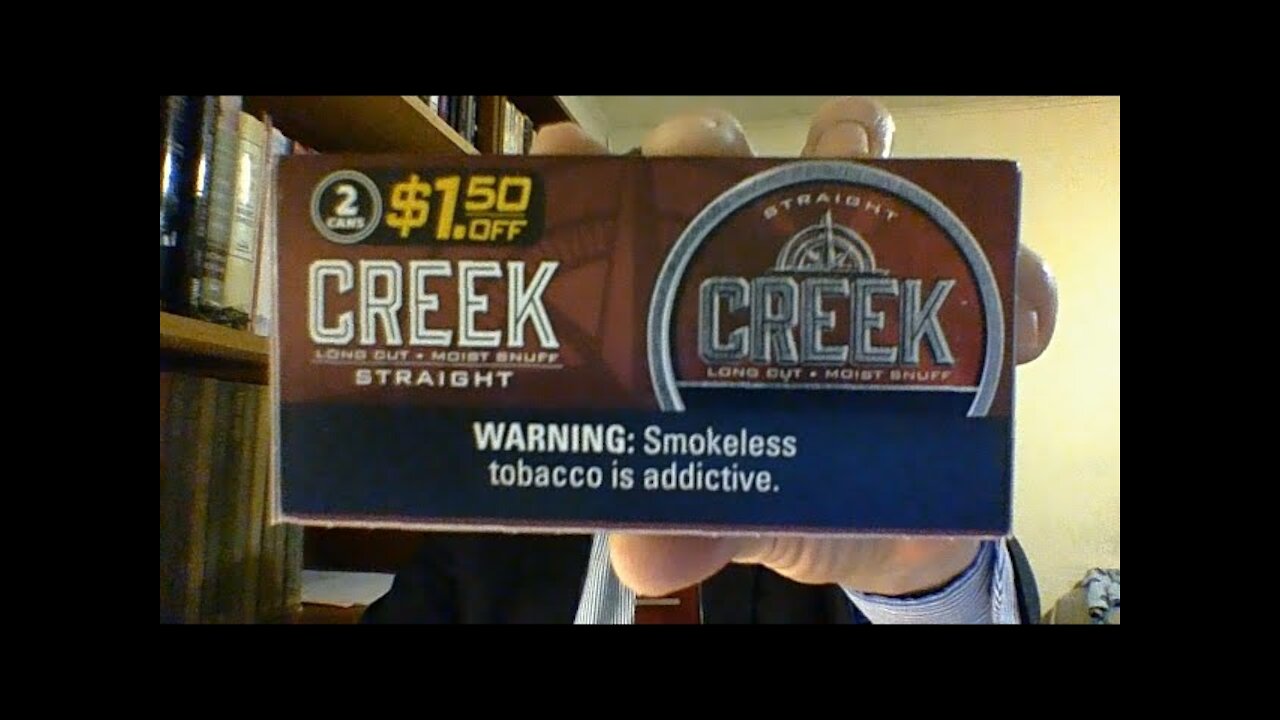 2
CANS
$1.50
OFF
CREEK
LONG CUT • MOIST SNUFF
STRAIGHT
STRAIGHT
CREEK
LONG CUT • MOIST SNUFF
WARNING: Smokeless
tobacco is addictive.